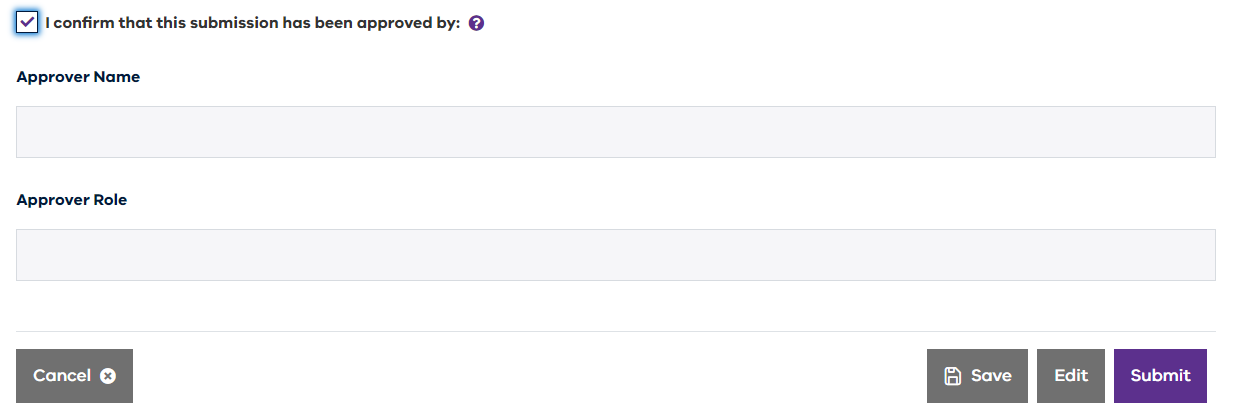 I confirm that this submission has been approved by: ?
Approver Name
Approver Role
Cancel
Save
Edit
Submit